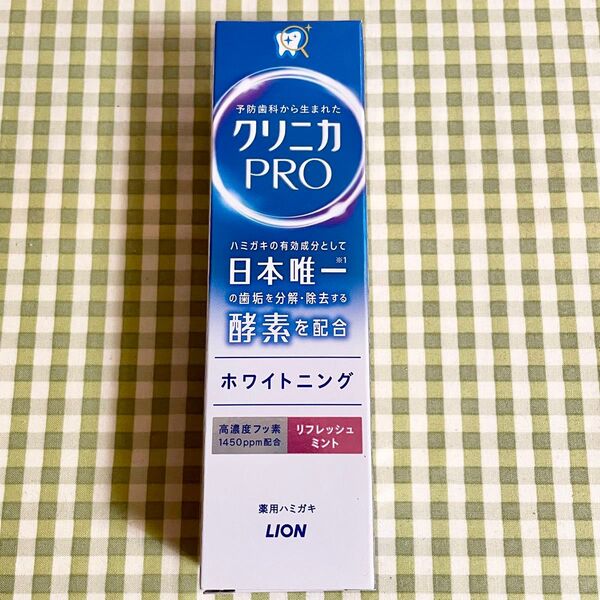 予防歯科から生まれた
クリニカ
PRO
ハミガキの有効成分として
日本唯一※1
の歯垢を分解・除去する
酵素を配合
ホワイトニング
高濃度フッ素
1450ppm配合
リフレッシュ
ミント
薬用ハミガキ
LION